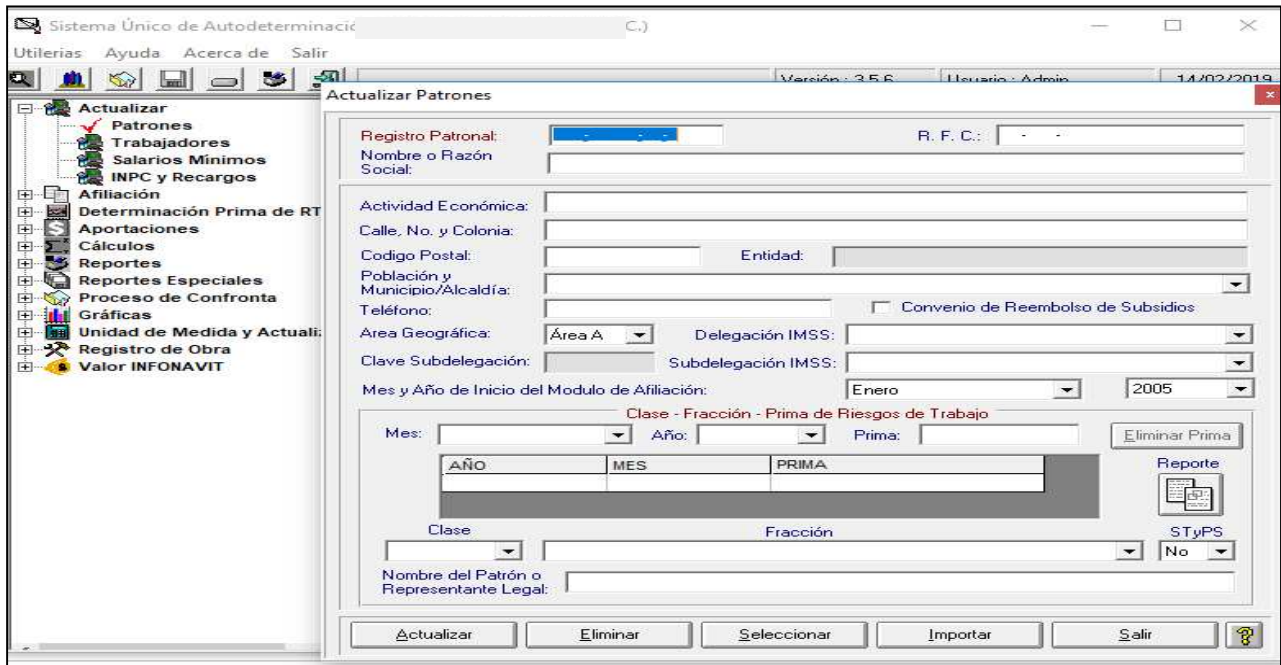 Sistema Único de Autodeterminació C.)
Utilerias Ayuda Acerca de Salir
Versión : 3.5.6 Usuario : Admin 14/02/2019
Actualizar
Patrones
Trabajadores
Salarios Mínimos
INPC y Recargos
Afiliación
Determinación Prima de RT
Aportaciones
Cálculos
Reportes
Reportes Especiales
Proceso de Confronta
Gráficas
Unidad de Medida y Actuali
Registro de Obra
Valor INFONAVIT
Actualizar Patrones
Registro Patronal: - - - R. F. C.: - -
Nombre o Razón
Social:
Actividad Económica:
Calle, No. y Colonia:
Codigo Postal: Entidad:
Población y
Municipio/Alcaldía:
Teléfono: Convenio de Reembolso de Subsidios
Area Geográfica: Área A Delegación IMSS:
Clave Subdelegación: Subdelegación IMSS:
Mes y Año de Inicio del Modulo de Afiliación: Enero 2005
Clase - Fracción - Prima de Riesgos de Trabajo
Mes: Año: Prima: Eliminar Prima
AÑO MES PRIMA
Reporte
Clase Fracción STyPS
No
Nombre del Patrón o
Representante Legal:
Actualizar Eliminar Seleccionar Importar Salir